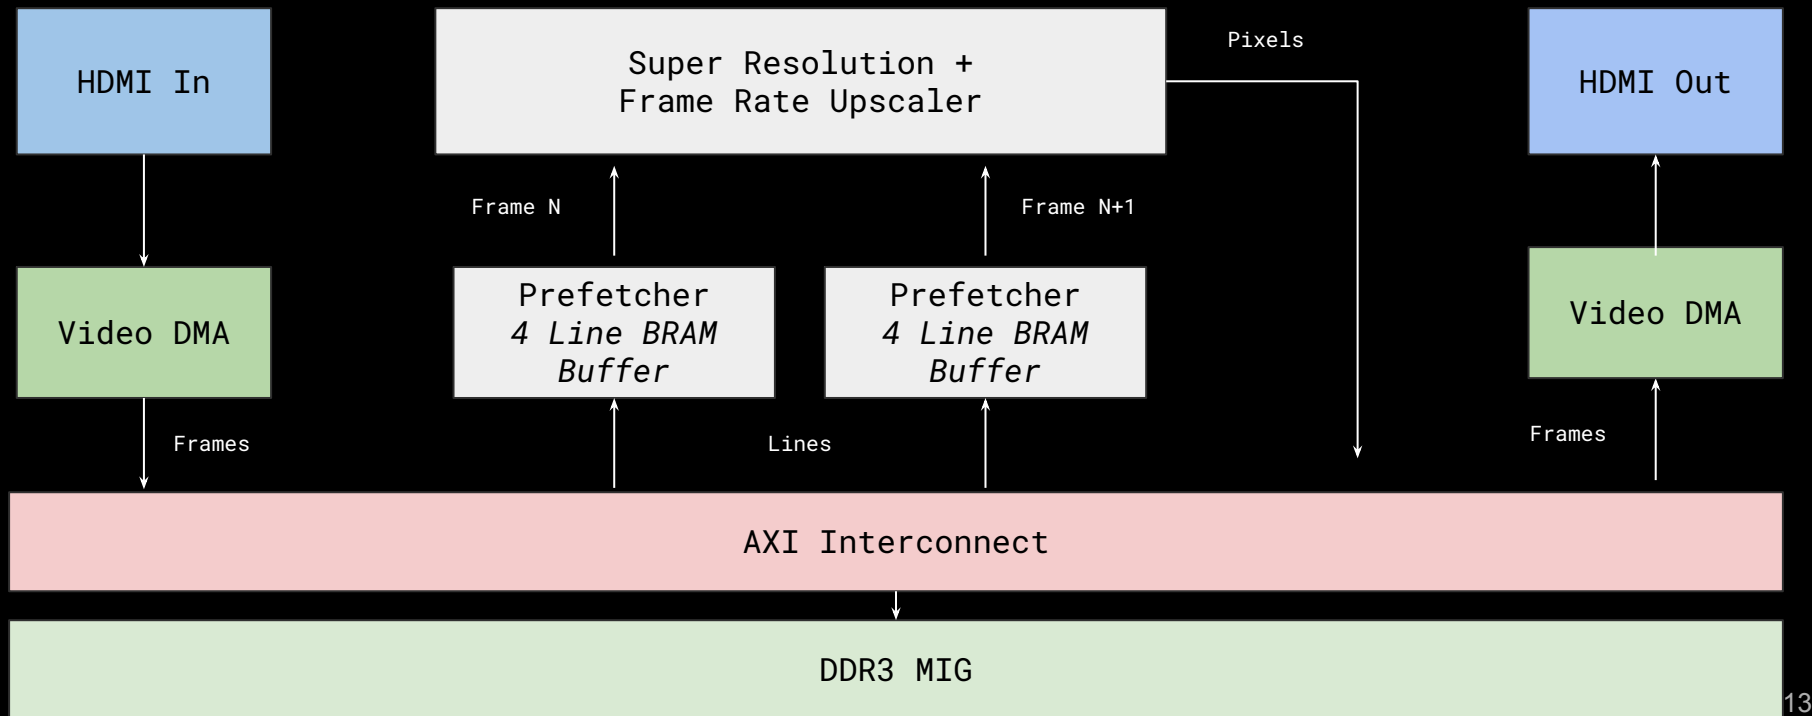 HDMI In
Super Resolution +
Frame Rate Upscaler
Pixels
HDMI Out
Frame N
Frame N+1
Video DMA
Prefetcher
4 Line BRAM
Buffer
Prefetcher
4 Line BRAM
Buffer
Video DMA
Frames
Lines
Frames
AXI Interconnect
DDR3 MIG
13